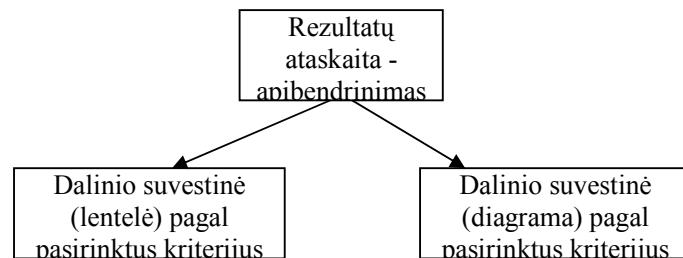 Rezultatų
ataskaita -
apibendrinimas
Dalinio suvestinė
(lentelė) pagal
pasirinktus kriterijus
Dalinio suvestinė
(diagrama) pagal
pasirinktus kriterijus